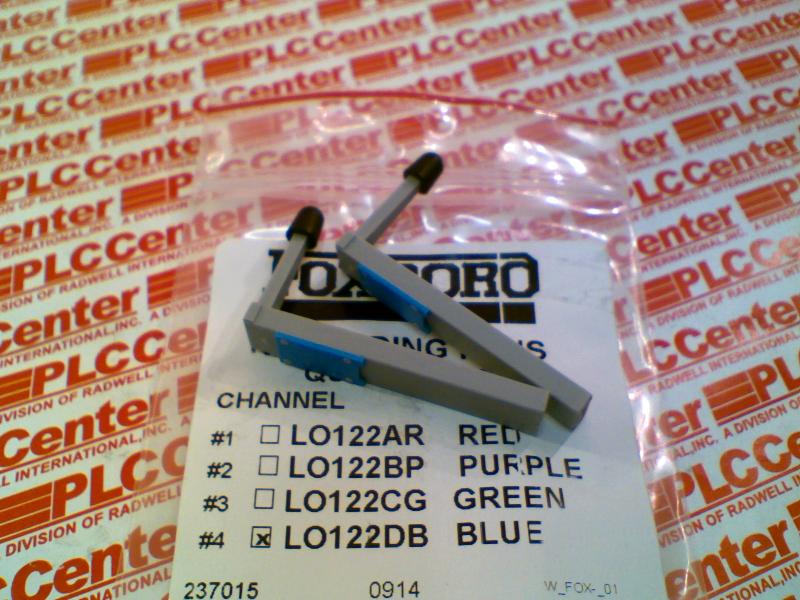 PLCCenter
A DIVISION OF RADWELL INTERNATIONAL, INC.
FOXBORO
CHANNEL
#1 LO122AR RED
#2 LO122BP PURPLE
#3 LO122CG GREEN
#4 x LO122DB BLUE
237015 0914 W_FOX-_01